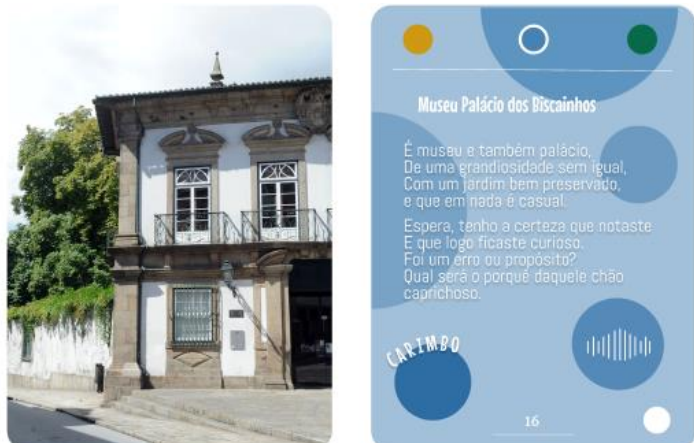 Museu Palácio dos Biscainhos
É museu e também palácio,
De uma grandiosidade sem igual,
Com um jardim bem preservado,
e que em nada é casual.
Espera, tenho a certeza que notaste
E que logo ficaste curioso.
Foi um erro ou propósito?
Qual será o porquê daquele chão
caprichoso.
CARIMBO
16